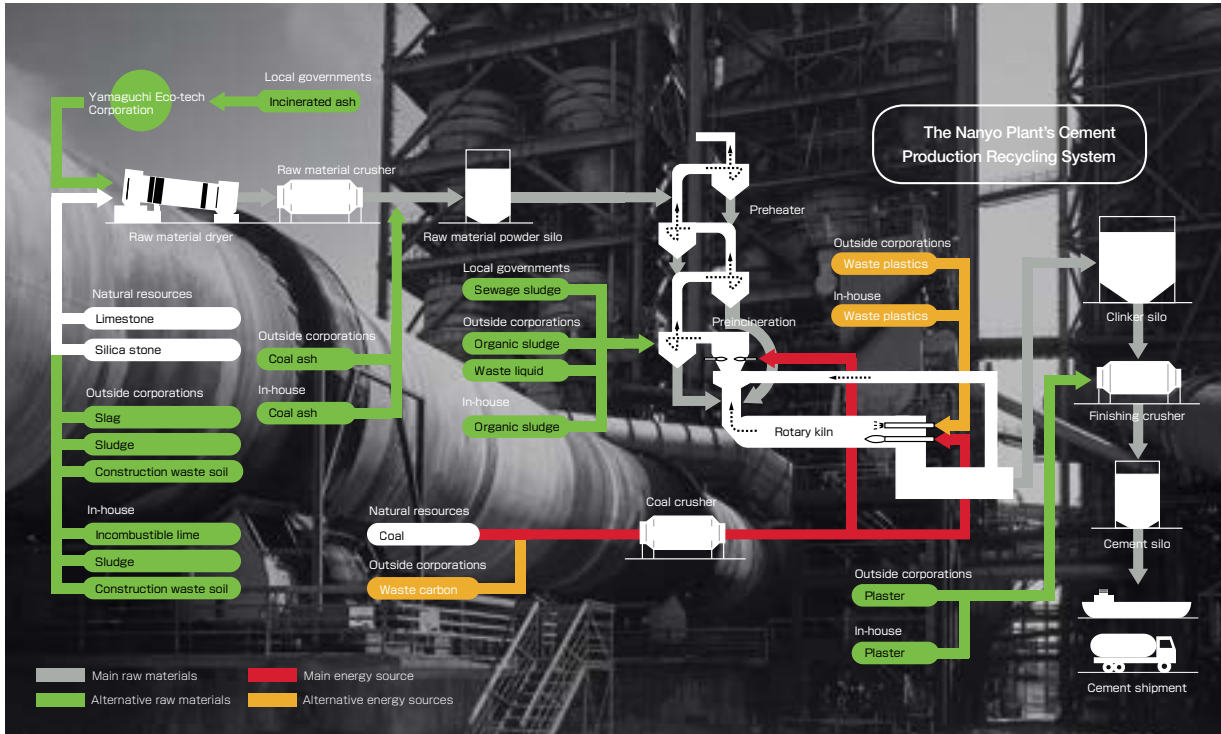 The Nanyo Plant's Cement
Production Recycling System
Local governments
Incinerated ash
Yamaguchi Eco-tech
Corporation
Raw material dryer
Raw material crusher
Raw material powder silo
Preheater
Preincineration
Rotary kiln
Natural resources
Limestone
Silica stone
Outside corporations
Slag
Sludge
Construction waste soil
In-house
Incombustible lime
Sludge
Construction waste soil
Outside corporations
Coal ash
In-house
Coal ash
Local governments
Sewage sludge
Outside corporations
Organic sludge
Waste liquid
In-house
Organic sludge
Outside corporations
Waste plastics
In-house
Waste plastics
Natural resources
Coal
Outside corporations
Waste carbon
Coal crusher
Clinker silo
Finishing crusher
Cement silo
Outside corporations
Plaster
In-house
Plaster
Cement shipment
Main raw materials
Main energy source
Alternative raw materials
Alternative energy sources